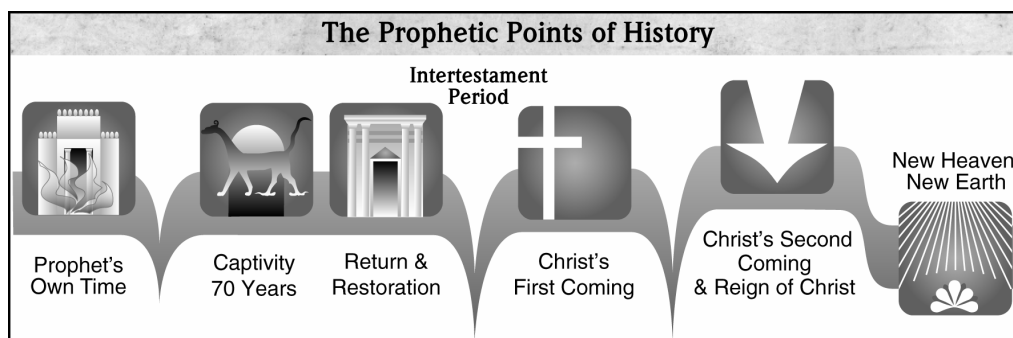 The Prophetic Points of History
Intertestament
Period
Prophet's
Own Time
Captivity
70 Years
Return &
Restoration
Christ's
First Coming
Christ's Second
Coming
& Reign of Christ
New Heaven
New Earth